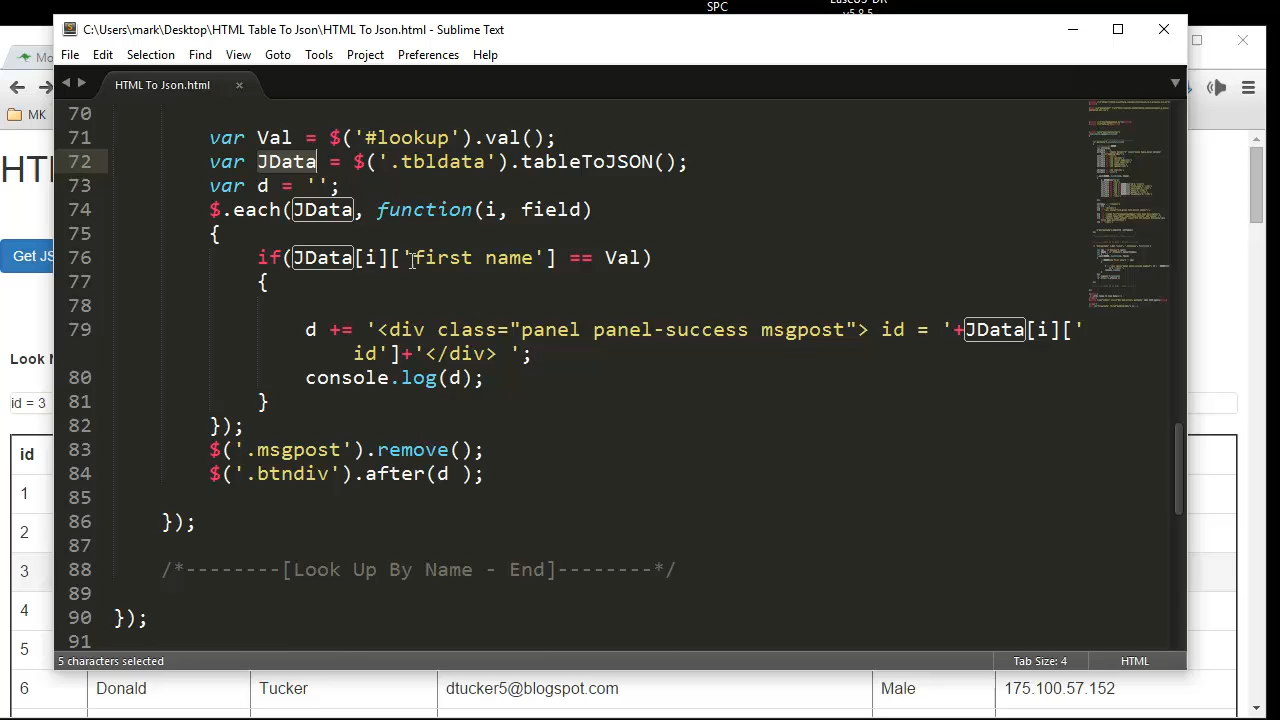 SPC
v5.8.5
C:\Users\mark\Desktop\HTML Table To Json\HTML To Json.html - Sublime Text
File Edit Selection Find View Goto Tools Project Preferences Help
HTML To Json.html
Mo
MK
HT
Get JS
Look N
id = 3
id
1
2
3
4
5
6 Donald Tucker dtucker5@blogspot.com Male 175.100.57.152
70
71 var Val = $('#lookup').val();
72 var JData = $('.tbldata').tableToJSON();
73 var d = '';
74 $.each(JData, function(i, field)
75 {
76 if(JData[i]['first name'] == Val)
77 {
78
79 d += '<div class="panel panel-success msgpost"> id = '+JData[i]['
id']+'</div> ';
80 console.log(d);
81 }
82 });
83 $('.msgpost').remove();
84 $('.btndiv').after(d );
85
86 });
87
88 /*--------[Look Up By Name - End]--------*/
89
90 });
91
5 characters selected Tab Size: 4 HTML